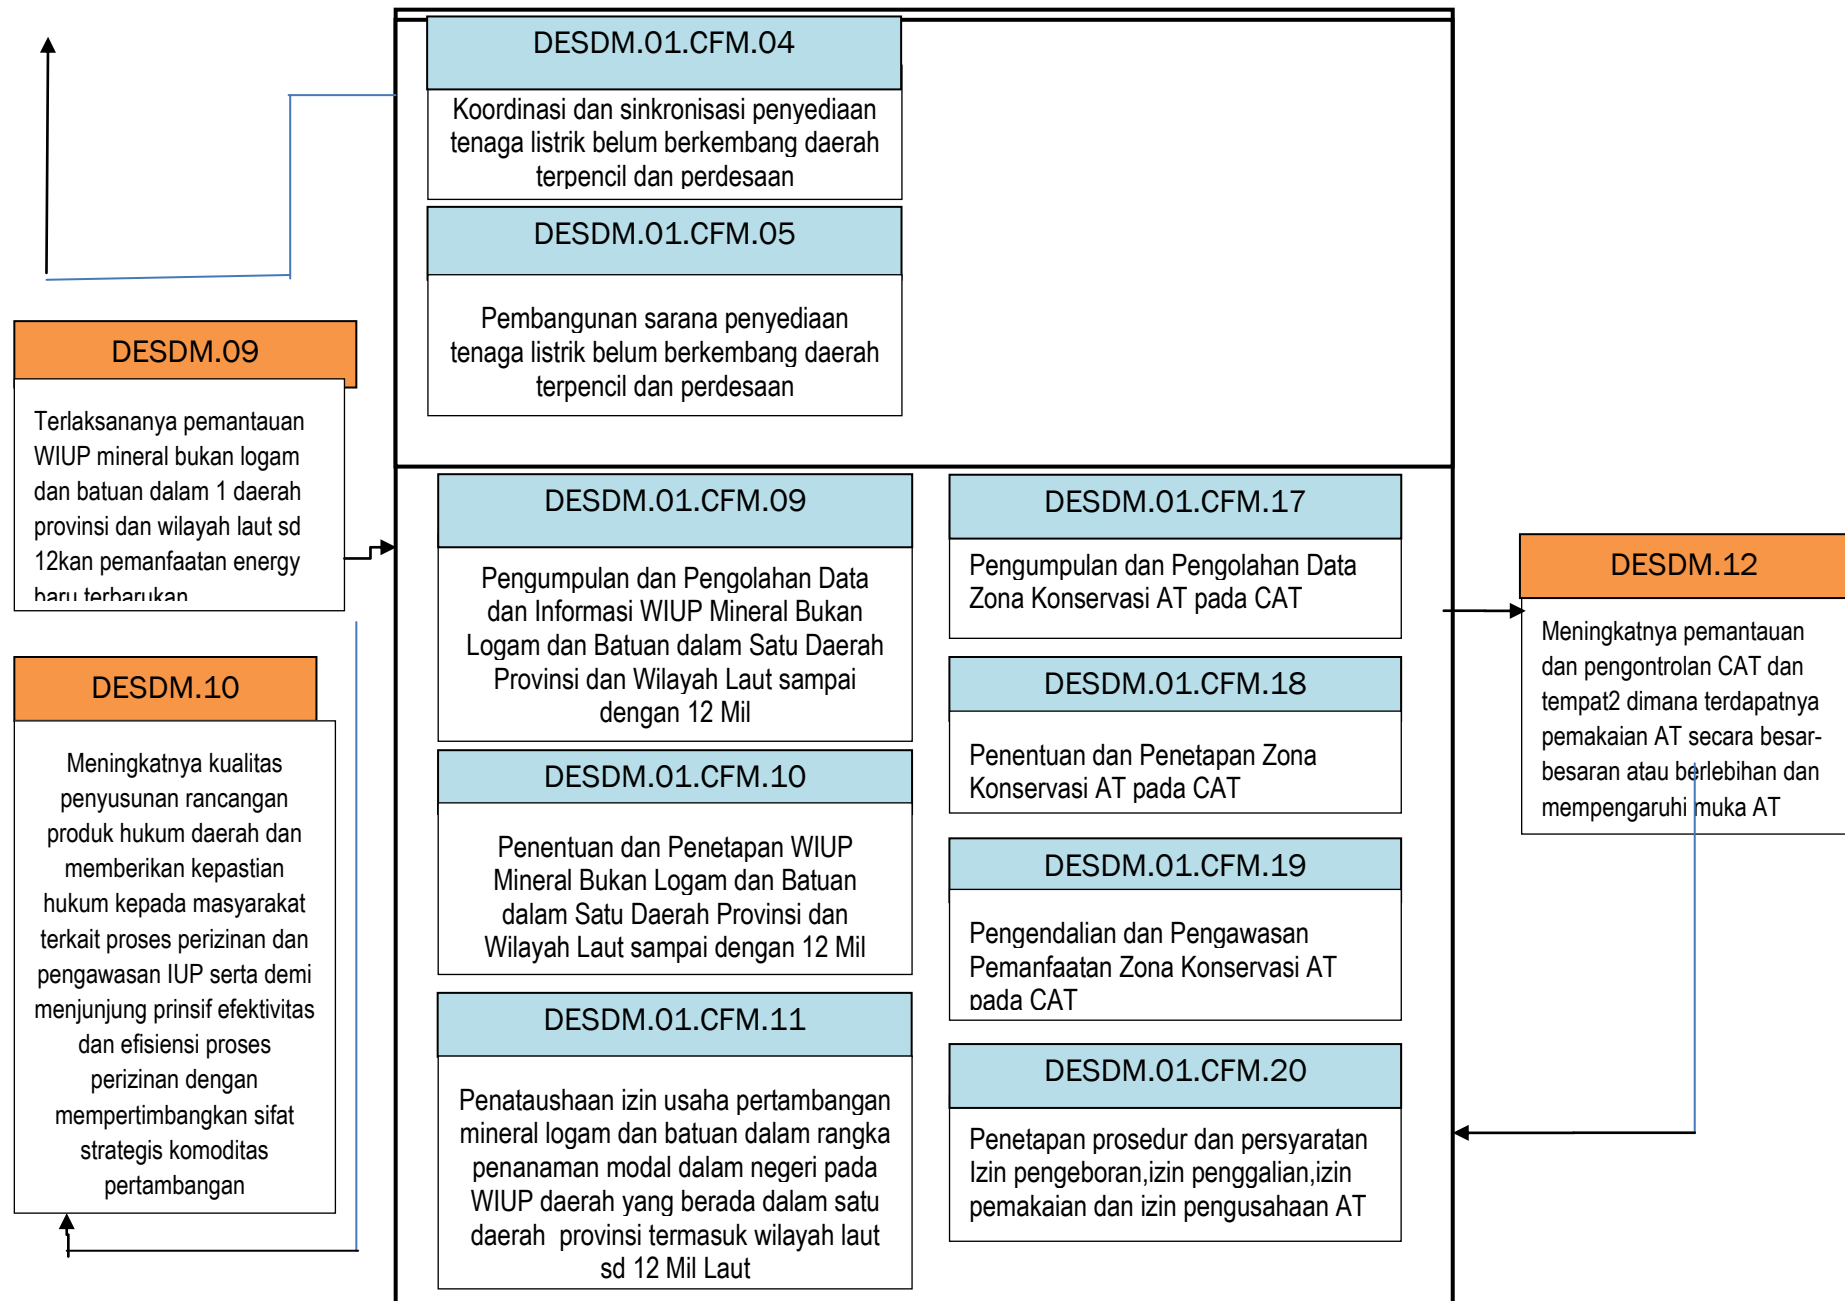 DESDM.01.CFM.04
Koordinasi dan sinkronisasi penyediaan
tenaga listrik belum berkembang daerah
terpencil dan perdesaan
DESDM.01.CFM.05
Pembangunan sarana penyediaan
tenaga listrik belum berkembang daerah
terpencil dan perdesaan
DESDM.09
Terlaksananya pemantauan
WIUP mineral bukan logam
dan batuan dalam 1 daerah
provinsi dan wilayah laut sd
12kan pemanfaatan energy
baru terbarukan
DESDM.10
Meningkatnya kualitas
penyusunan rancangan
produk hukum daerah dan
memberikan kepastian
hukum kepada masyarakat
terkait proses perizinan dan
pengawasan IUP serta demi
menjunjung prinsif efektivitas
dan efisiensi proses
perizinan dengan
mempertimbangkan sifat
strategis komoditas
pertambangan
DESDM.01.CFM.09
Pengumpulan dan Pengolahan Data
dan Informasi WIUP Mineral Bukan
Logam dan Batuan dalam Satu Daerah
Provinsi dan Wilayah Laut sampai
dengan 12 Mil
DESDM.01.CFM.10
Penentuan dan Penetapan WIUP
Mineral Bukan Logam dan Batuan
dalam Satu Daerah Provinsi dan
Wilayah Laut sampai dengan 12 Mil
DESDM.01.CFM.11
Penataushaan izin usaha pertambangan
mineral logam dan batuan dalam rangka
penanaman modal dalam negeri pada
WIUP daerah yang berada dalam satu
daerah provinsi termasuk wilayah laut
sd 12 Mil Laut
DESDM.01.CFM.17
Pengumpulan dan Pengolahan Data
Zona Konservasi AT pada CAT
DESDM.01.CFM.18
Penentuan dan Penetapan Zona
Konservasi AT pada CAT
DESDM.01.CFM.19
Pengendalian dan Pengawasan
Pemanfaatan Zona Konservasi AT
pada CAT
DESDM.01.CFM.20
Penetapan prosedur dan persyaratan
Izin pengeboran,izin penggalian,izin
pemakaian dan izin pengusahaan AT
DESDM.12
Meningkatnya pemantauan
dan pengontrolan CAT dan
tempat2 dimana terdapatnya
pemakaian AT secara besar-
besaran atau berlebihan dan
mempengaruhi muka AT